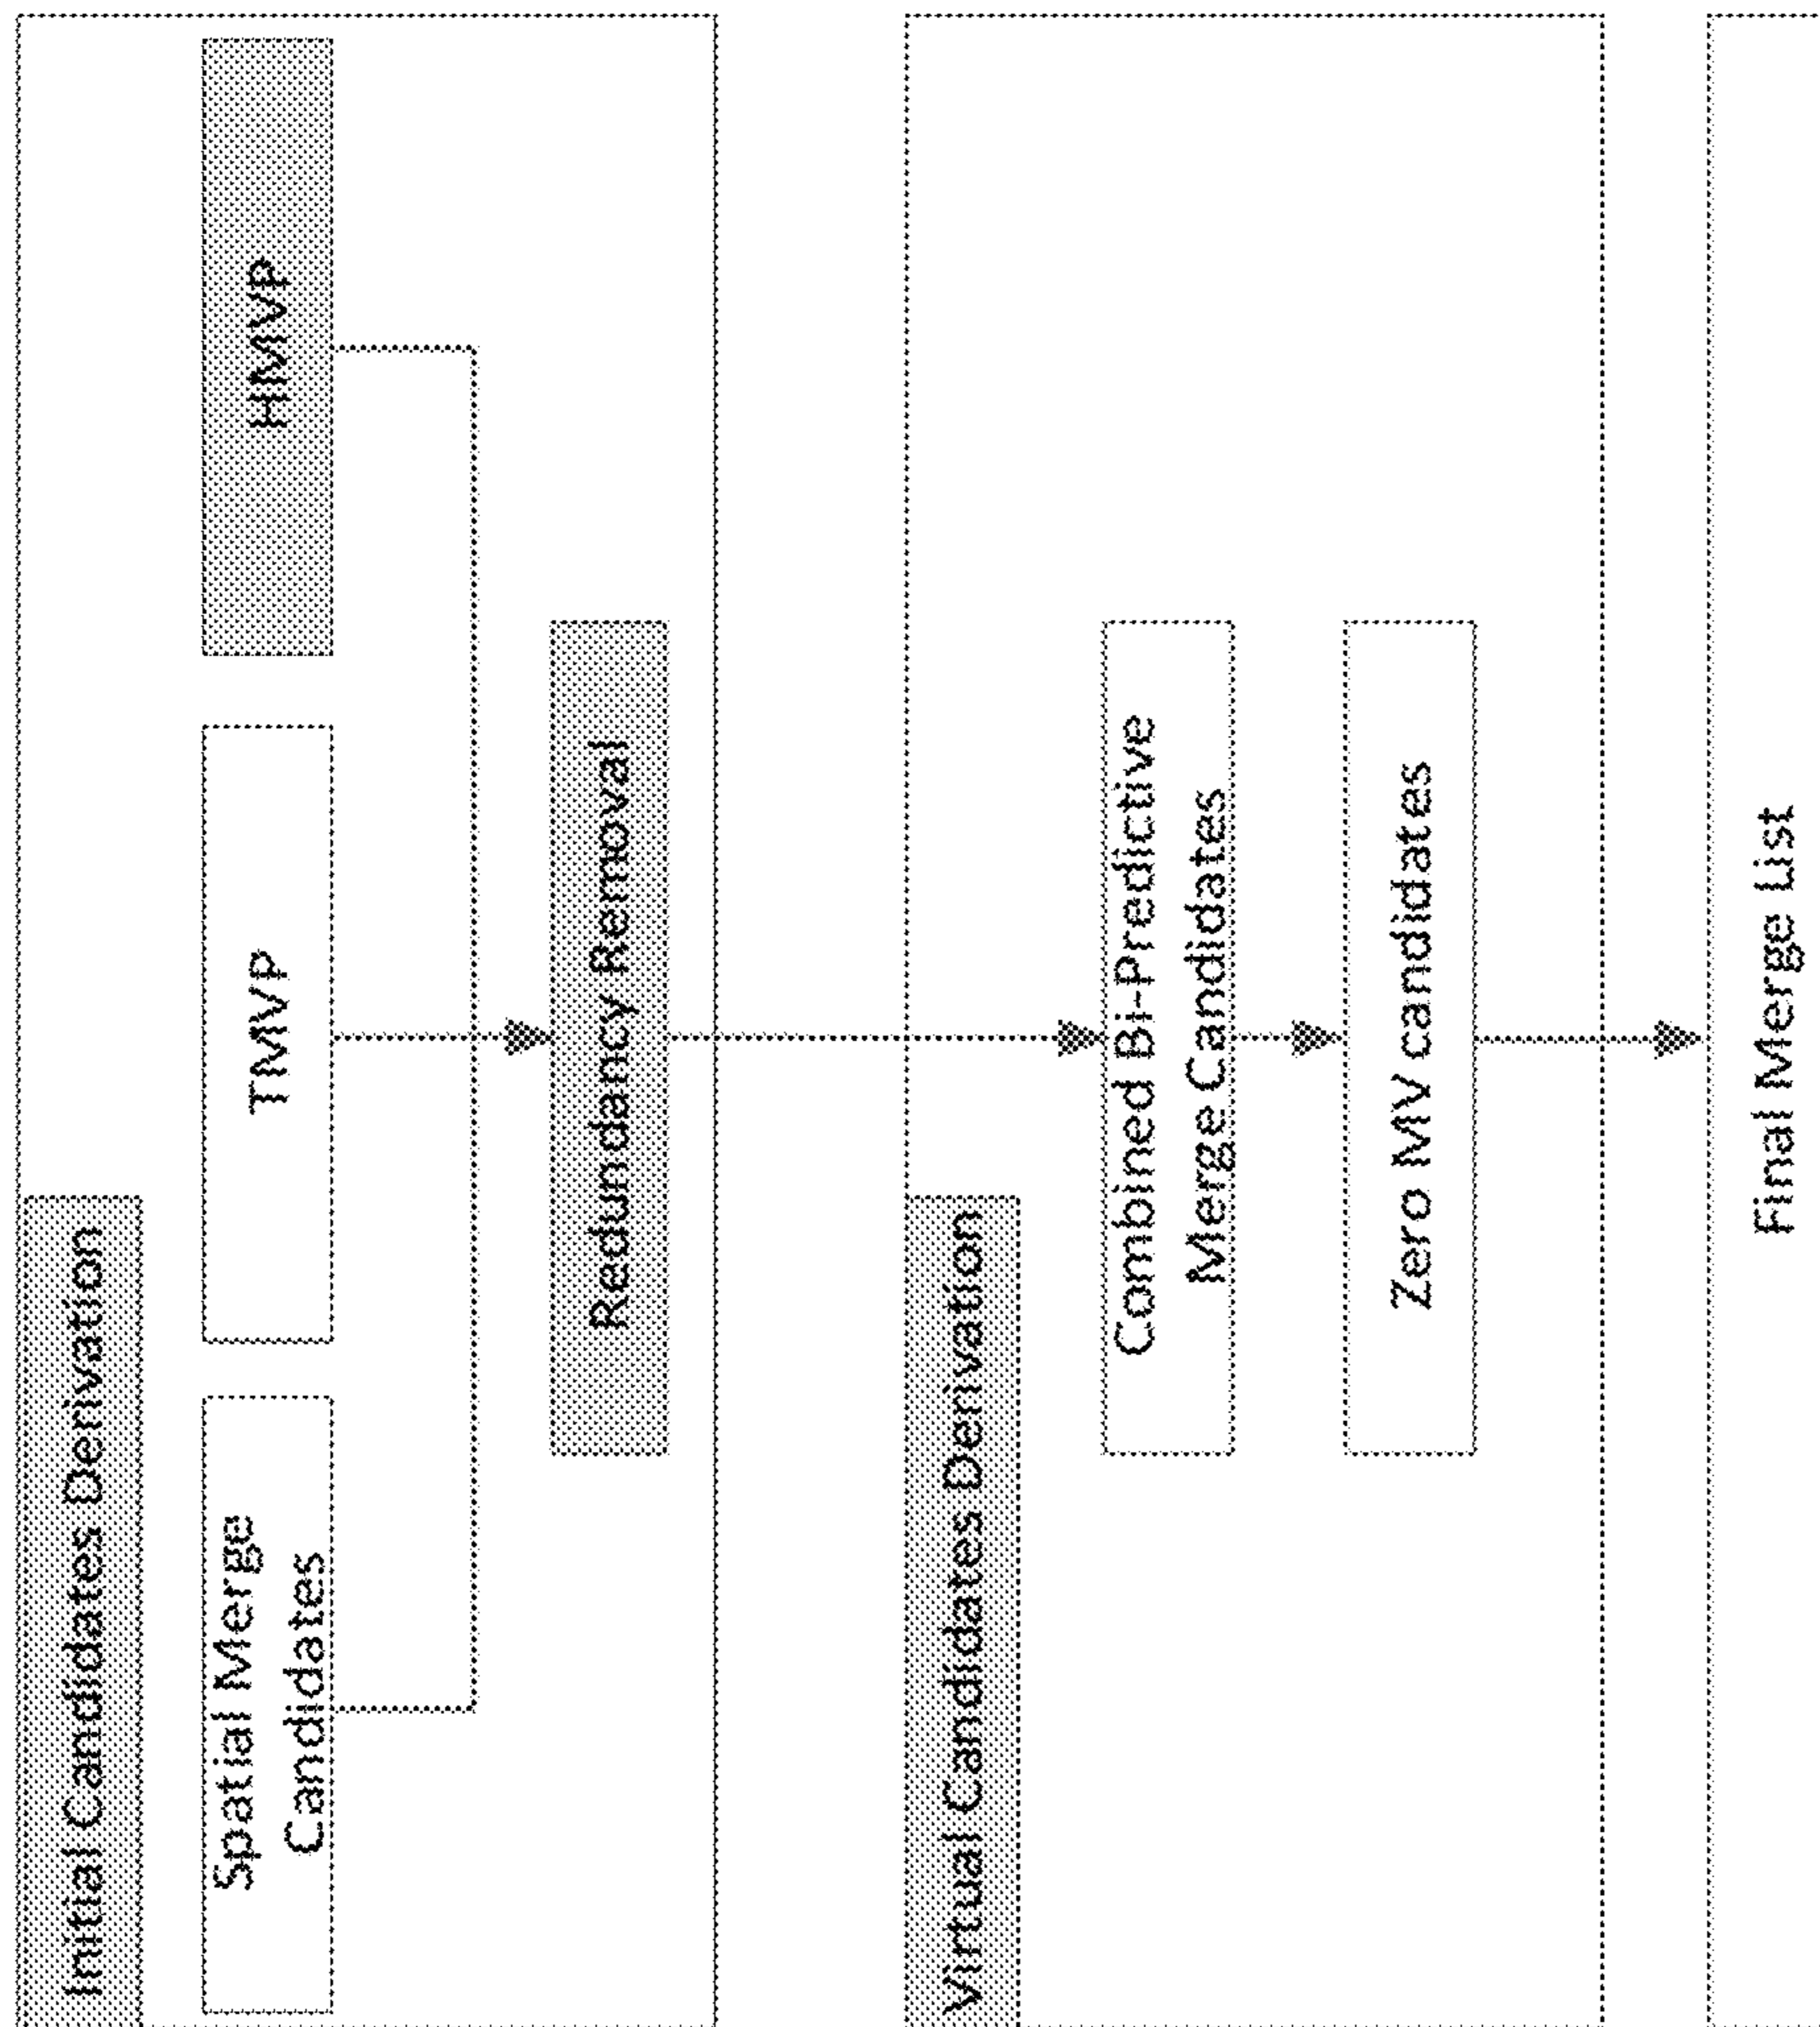 Initial Candidates Derivation
Spatial Merge
Candidates
TMVP
HMVP
Redundancy Removal
Virtual Candidates Derivation
Combined Bi-Predictive
Merge Candidates
Zero MV candidates
Final Merge List